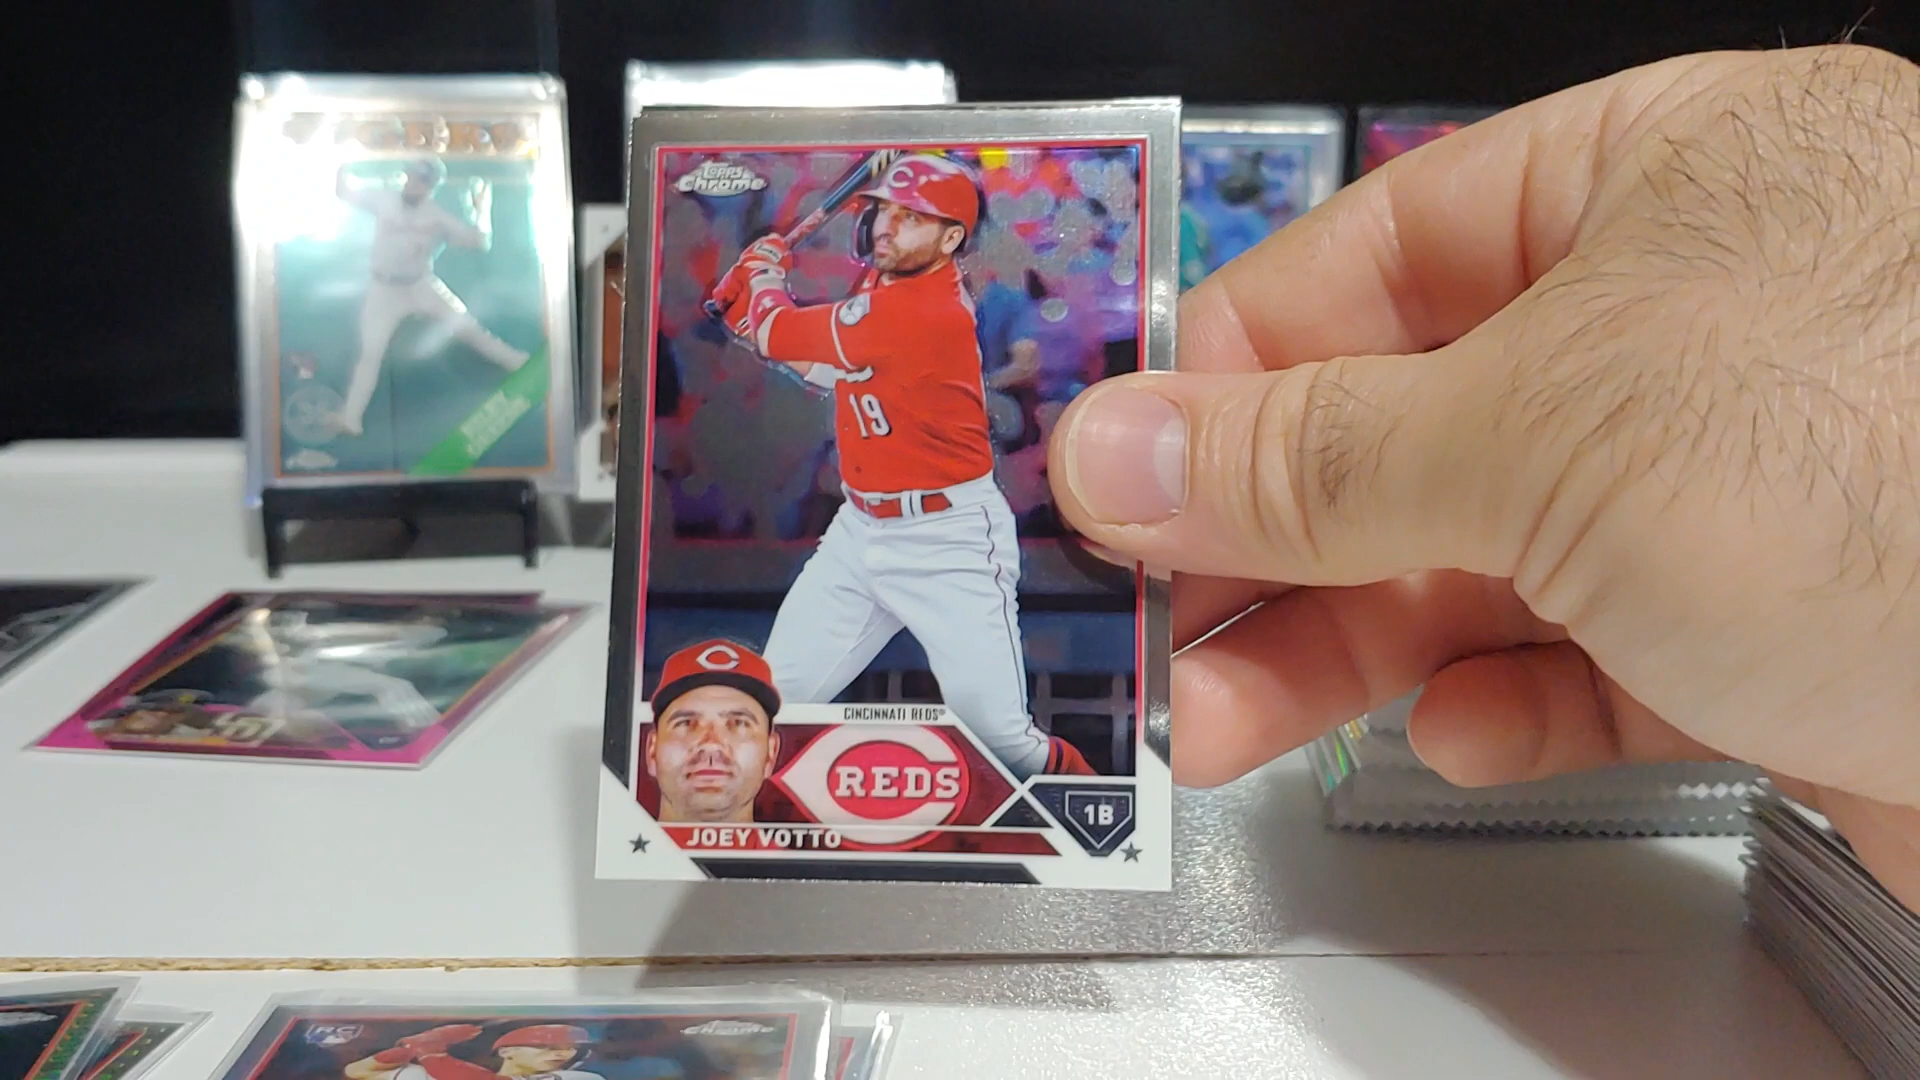 TOPPS
Chrome
C
19
CINCINNATI REDS®
C
REDS
1B
JOEY VOTTO
RC
Chrome